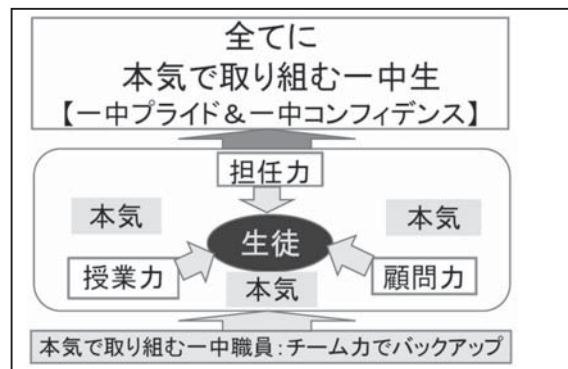 全てに
本気で取り組む一中生
【一中プライド＆一中コンフィデンス】
担任力
本気
本気
生徒
授業力
本気
顧問力
本気で取り組む一中職員：チーム力でバックアップ